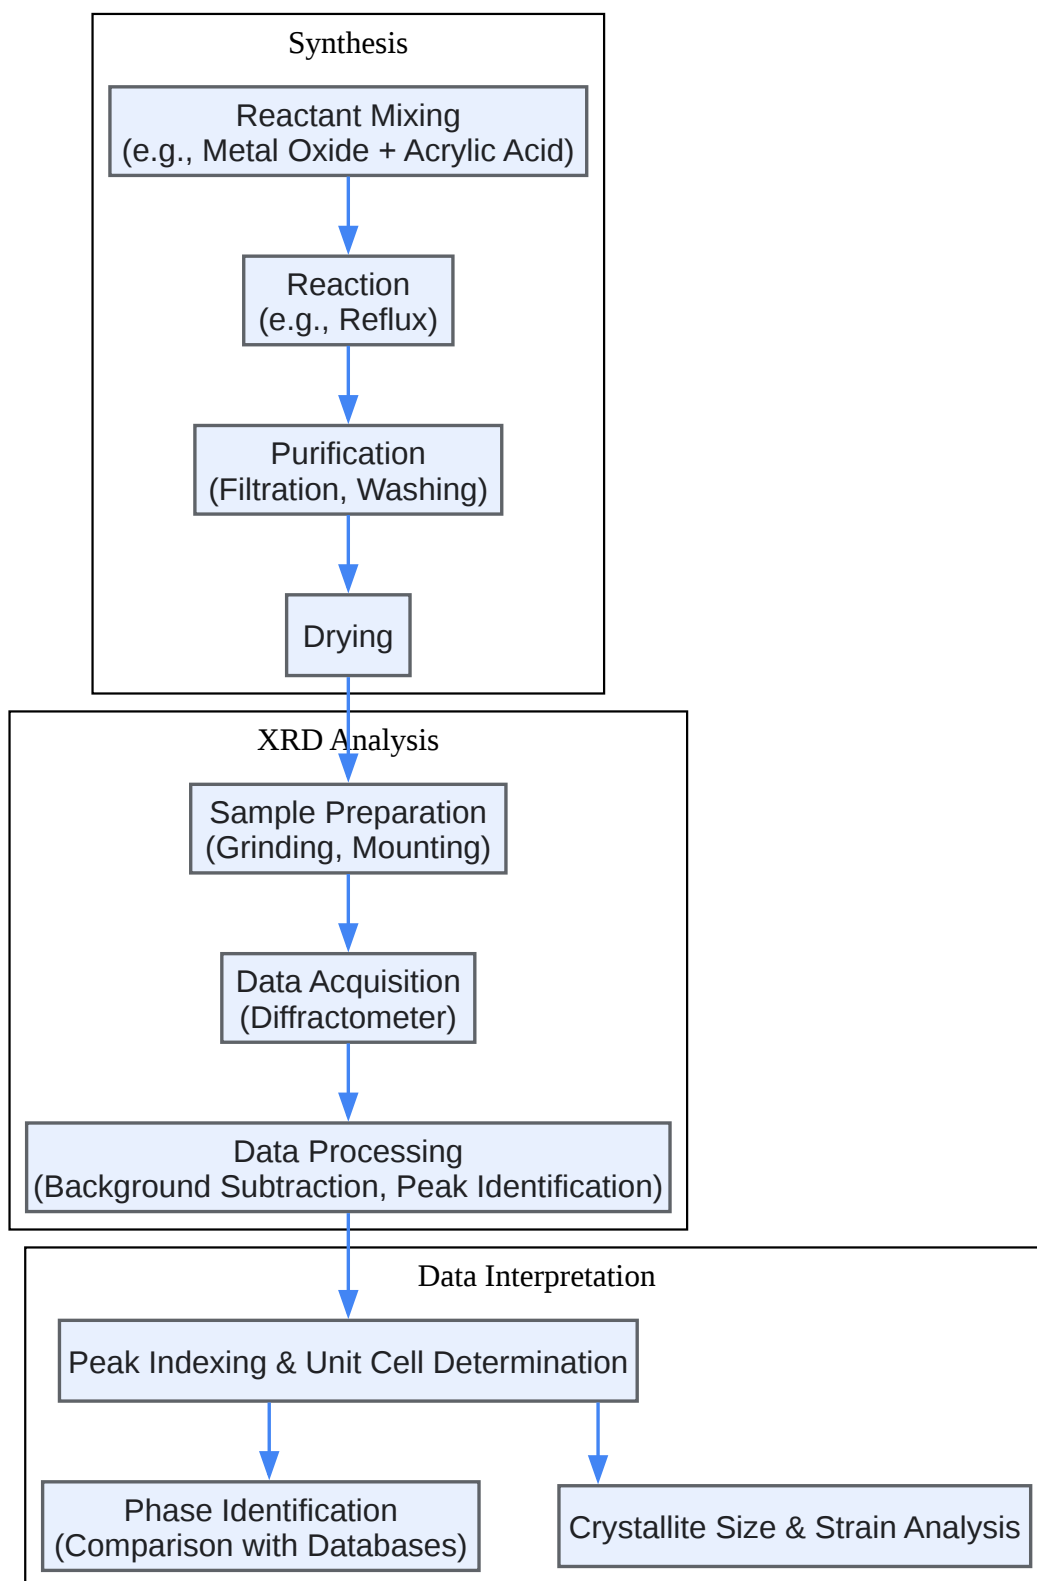 Synthesis
Reactant Mixing
(e.g., Metal Oxide + Acrylic Acid)
Reaction
(e.g., Reflux)
Purification
(Filtration, Washing)
Drying
XRD Analysis
Sample Preparation
(Grinding, Mounting)
Data Acquisition
(Diffractometer)
Data Processing
(Background Subtraction, Peak Identification)
Data Interpretation
Peak Indexing & Unit Cell Determination
Phase Identification
(Comparison with Databases)
Crystallite Size & Strain Analysis